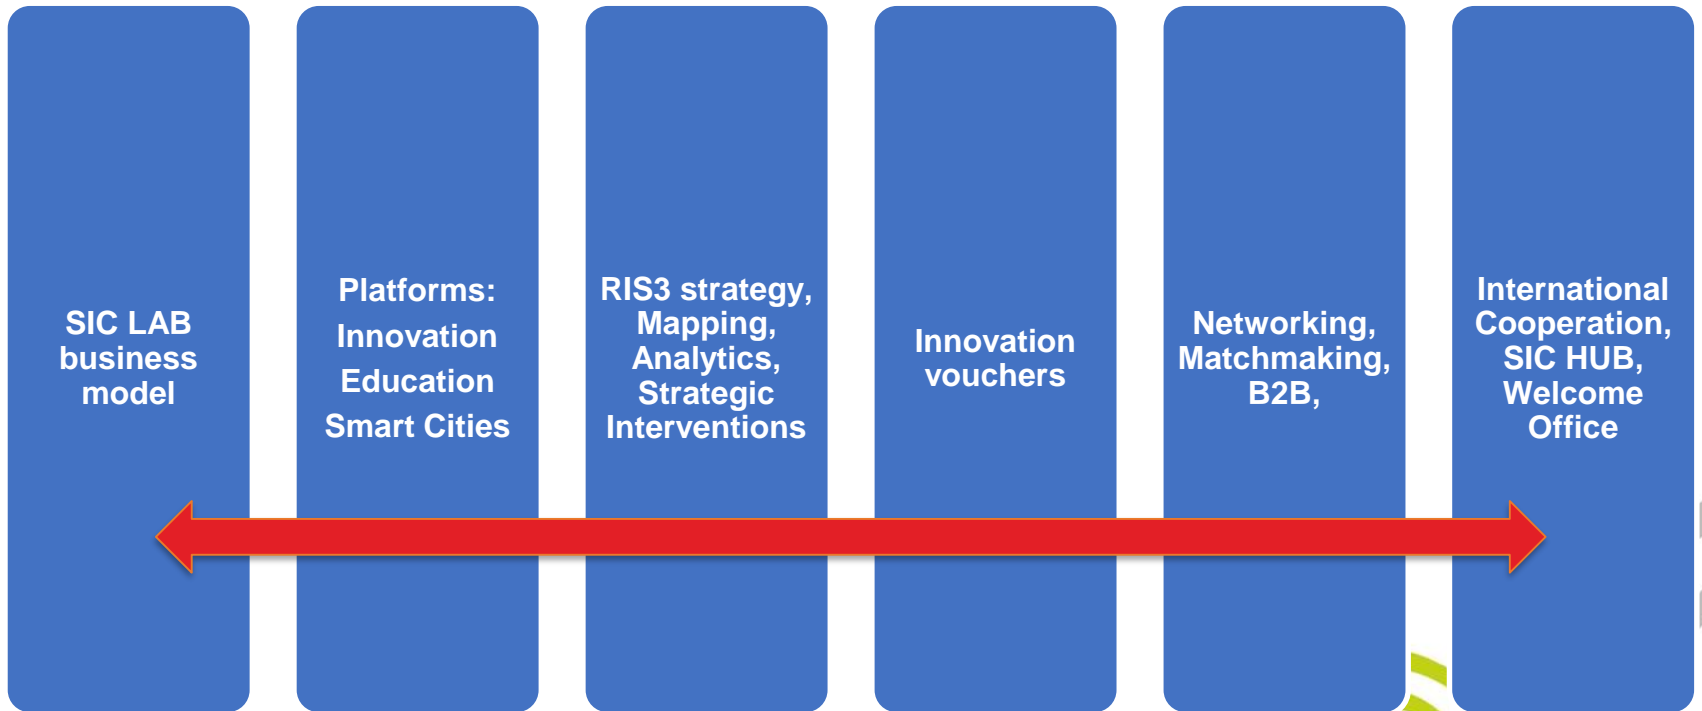 SIC LAB
business
model
Platforms:
Innovation
Education
Smart Cities
RIS3 strategy,
Mapping,
Analytics,
Strategic
Interventions
Innovation
vouchers
Networking,
Matchmaking,
B2B,
International
Cooperation,
SIC HUB,
Welcome
Office